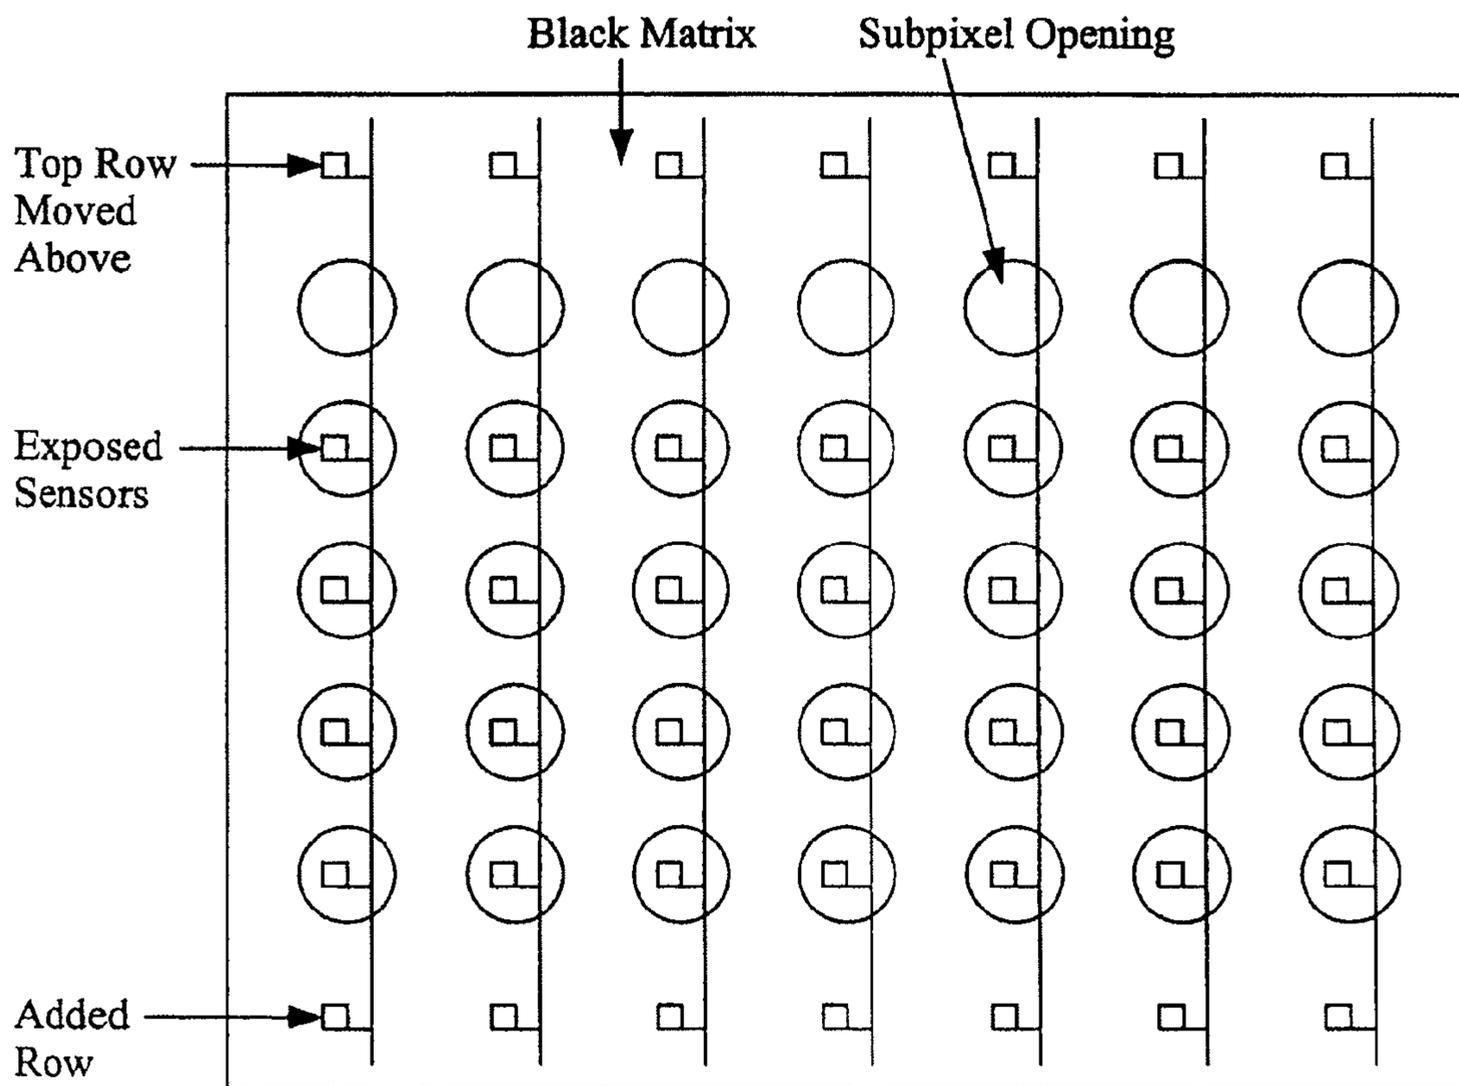 Black Matrix
Subpixel Opening
Top Row
Moved
Above
Exposed
Sensors
Added
Row